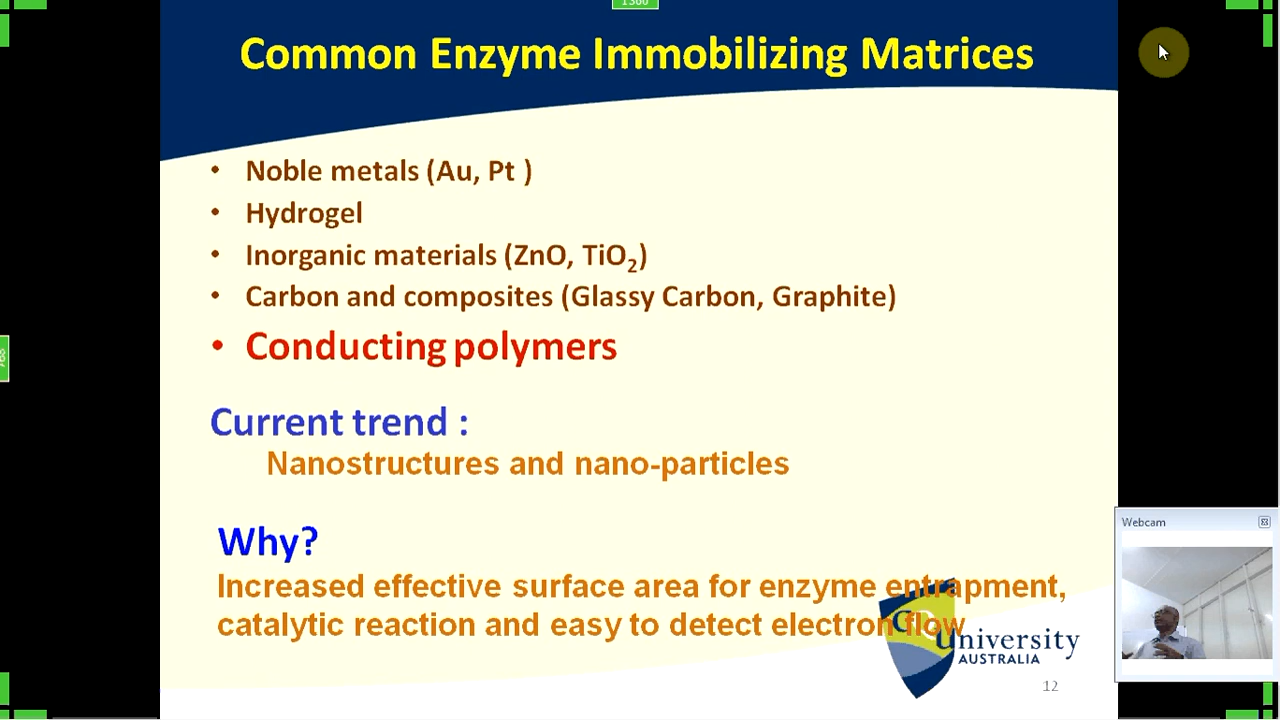 1366
Common Enzyme Immobilizing Matrices
• Noble metals (Au, Pt )
• Hydrogel
• Inorganic materials (ZnO, TiO₂)
• Carbon and composites (Glassy Carbon, Graphite)
• Conducting polymers
Current trend :
Nanostructures and nano-particles
Why?
Increased effective surface area for enzyme entrapment,
catalytic reaction and easy to detect electron flow
University
AUSTRALIA
12
Webcam